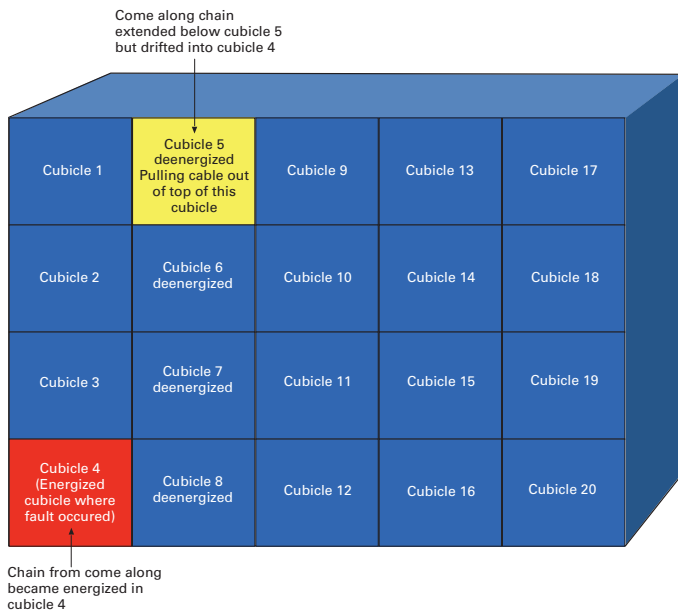 Come along chain
extended below cubicle 5
but drifted into cubicle 4
Cubicle 1
Cubicle 5
deenergized
Pulling cable out
of top of this
cubicle
Cubicle 9
Cubicle 13
Cubicle 17
Cubicle 2
Cubicle 6
deenergized
Cubicle 10
Cubicle 14
Cubicle 18
Cubicle 3
Cubicle 7
deenergized
Cubicle 11
Cubicle 15
Cubicle 19
Cubicle 4
(Energized
cubicle where
fault occured)
Cubicle 8
deenergized
Cubicle 12
Cubicle 16
Cubicle 20
Chain from come along
became energized in
cubicle 4